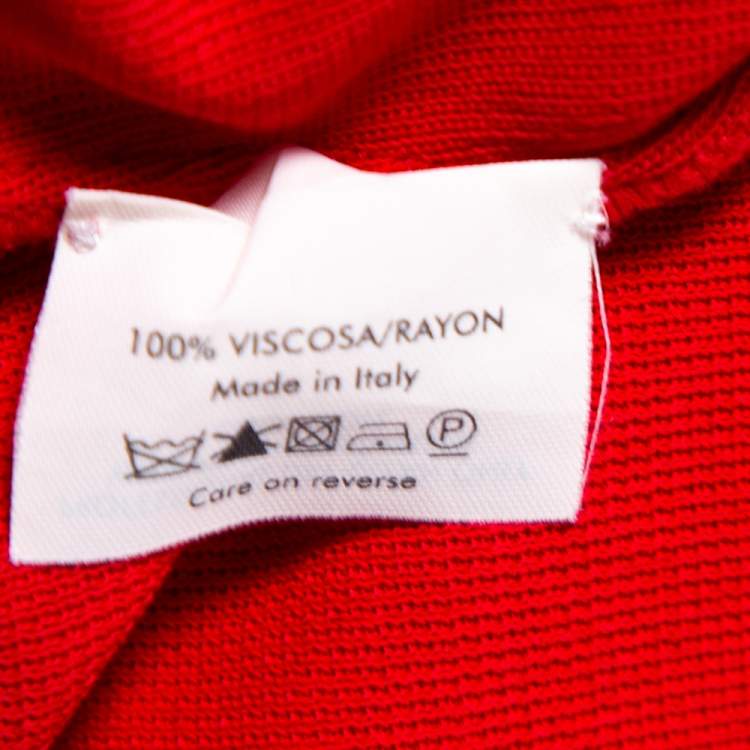 100% VISCOSA/RAYON
Made in Italy
P
Care on reverse